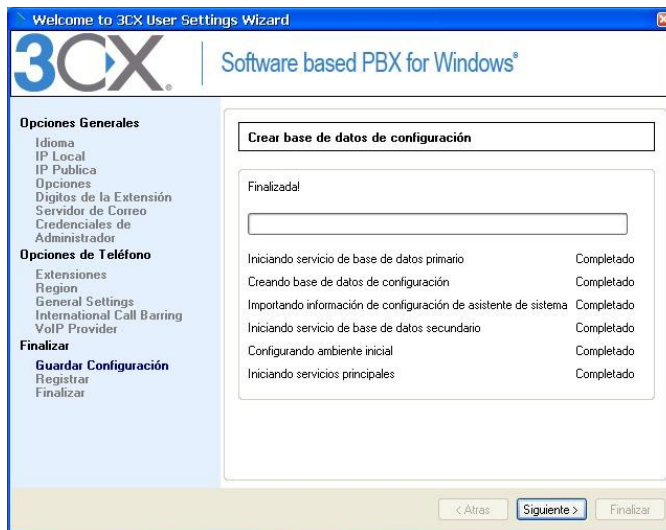 Welcome to 3CX User Settings Wizard
3CX®
Software based PBX for Windows®
Opciones Generales
Idioma
IP Local
IP Publica
Opciones
Digitos de la Extensión
Servidor de Correo
Credenciales de
Administrador
Opciones de Teléfono
Extensiones
Region
General Settings
International Call Barring
VoIP Provider
Finalizar
Guardar Configuración
Registrar
Finalizar
Crear base de datos de configuración
Finalizada!
Iniciando servicio de base de datos primario Completado
Creando base de datos de configuración Completado
Importando información de configuración de asistente de sistema Completado
Iniciando servicio de base de datos secundario Completado
Configurando ambiente inicial Completado
Iniciando servicios principales Completado
< Atras Siguiente > Finalizar